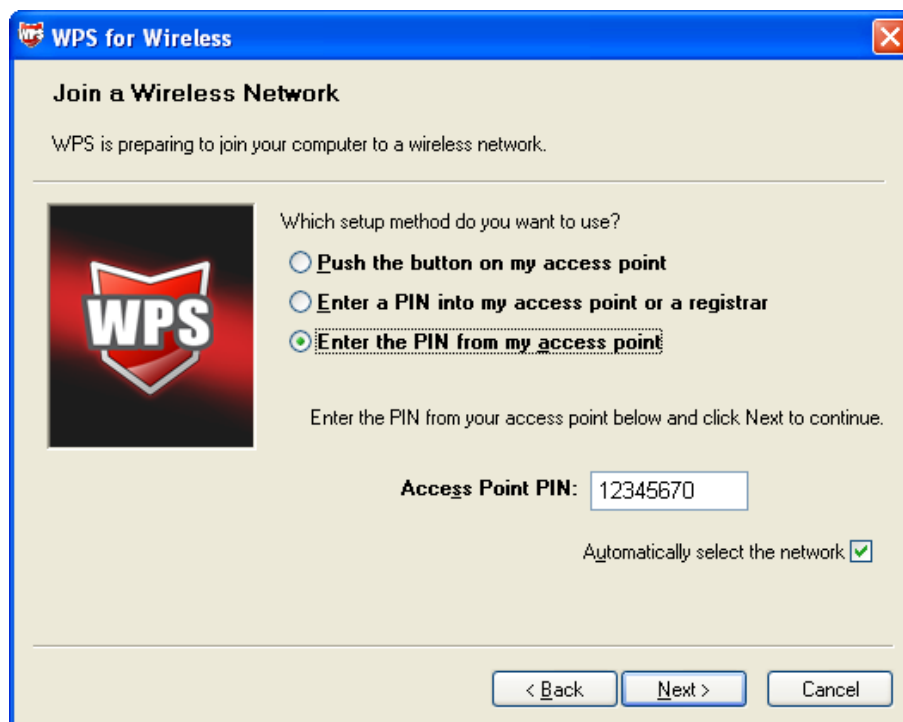 WPS for Wireless
Join a Wireless Network
WPS is preparing to join your computer to a wireless network.
WPS
Which setup method do you want to use?
Push the button on my access point
Enter a PIN into my access point or a registrar
Enter the PIN from my access point
Enter the PIN from your access point below and click Next to continue.
Access Point PIN: 12345670
Automatically select the network
< Back Next > Cancel